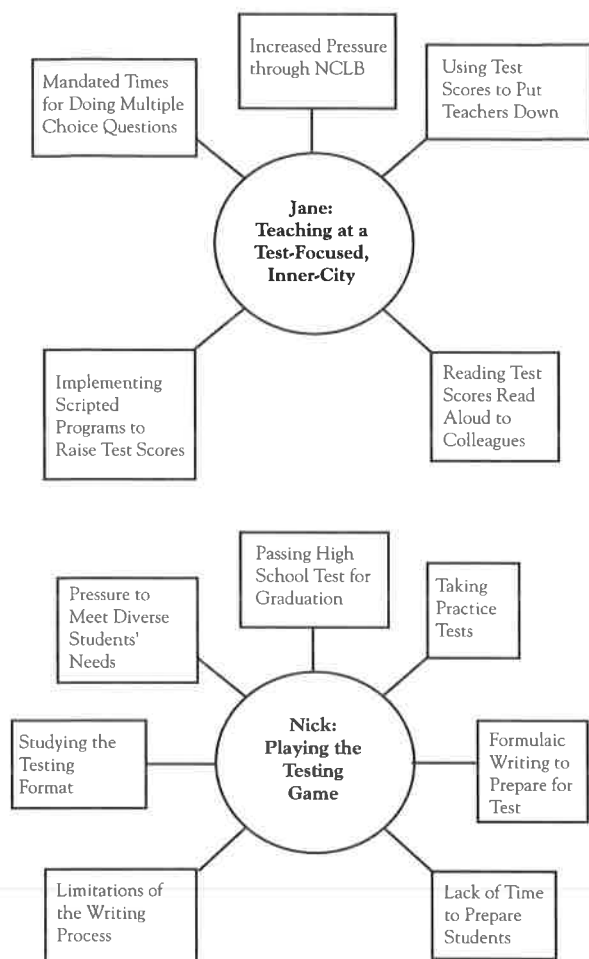 Increased Pressure
through NCLB
Mandated Times
for Doing Multiple
Choice Questions
Using Test
Scores to Put
Teachers Down
Jane:
Teaching at a
Test-Focused,
Inner-City
Implementing
Scripted
Programs to
Raise Test Scores
Reading Test
Scores Read
Aloud to
Colleagues
Passing High
School Test for
Graduation
Pressure to
Meet Diverse
Students'
Needs
Taking
Practice
Tests
Nick:
Playing the
Testing
Game
Studying the
Testing
Format
Formulaic
Writing to
Prepare for
Test
Limitations of
the Writing
Process
Lack of Time
to Prepare
Students